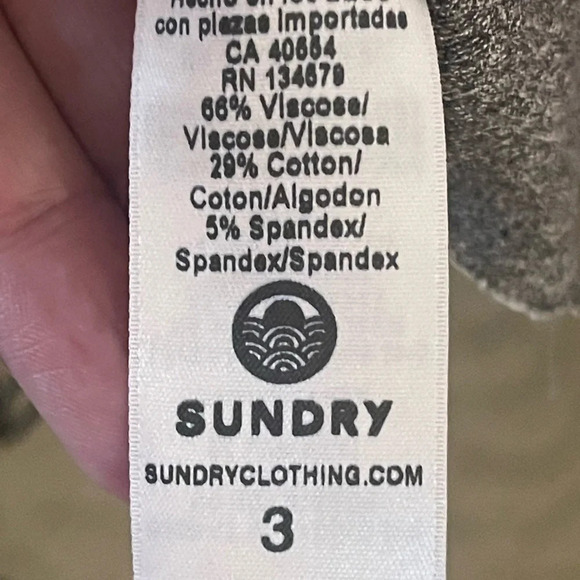 con piezas Importadas
CA 40554
RN 134679
66% Viscose/
Viscose/Viscosa
29% Cotton/
Coton/Algodon
5% Spandex/
Spandex/Spandex
SUNDRY
SUNDRYCLOTHING.COM
3